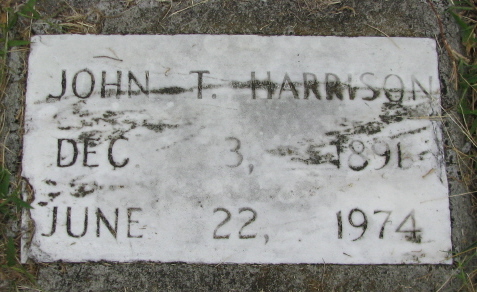 JOHN T. HARRISON
DEC 3, 1891
JUNE 22, 1974